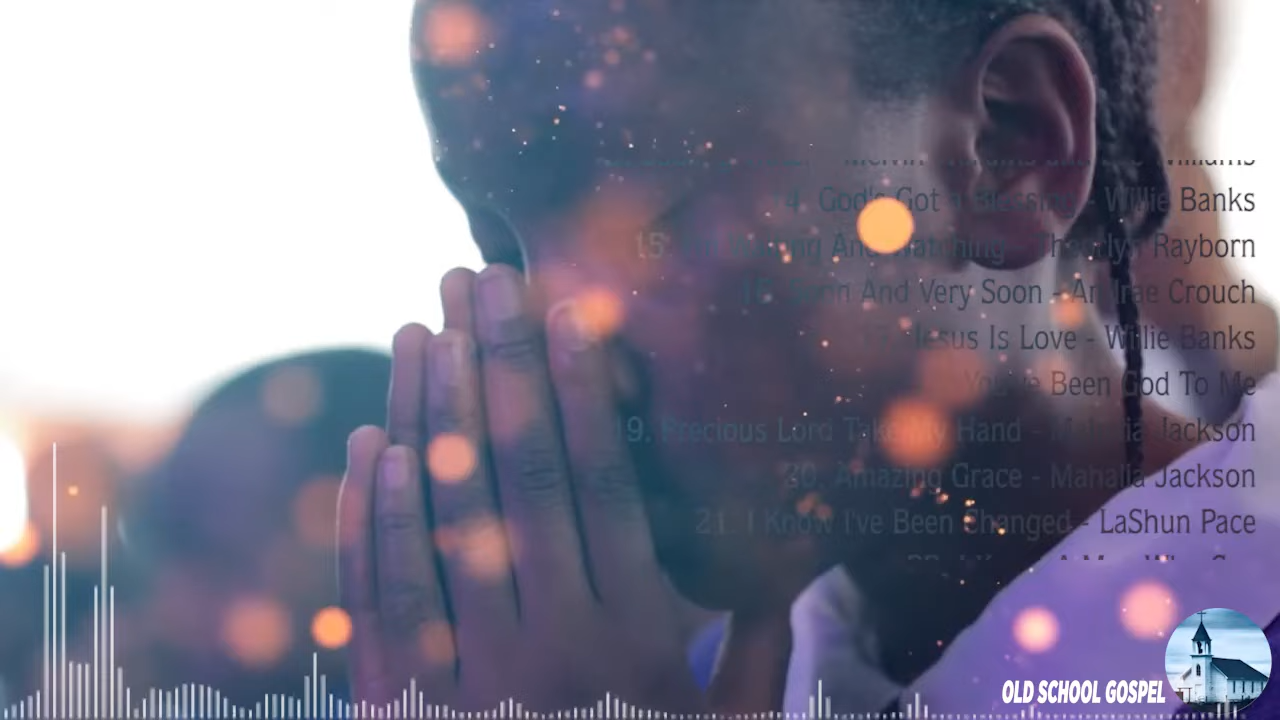 14. God's Got a Blessing - Willie Banks
15. I'm Waiting And Watching - Rayborn
16. Soon And Very Soon - Andrae Crouch
17. Jesus Is Love - Willie Banks
You've Been God To Me
19. Precious Lord Take My Hand - Mahalia Jackson
20. Amazing Grace - Mahalia Jackson
21. I Know I've Been Changed - LaShun Pace
OLD SCHOOL GOSPEL